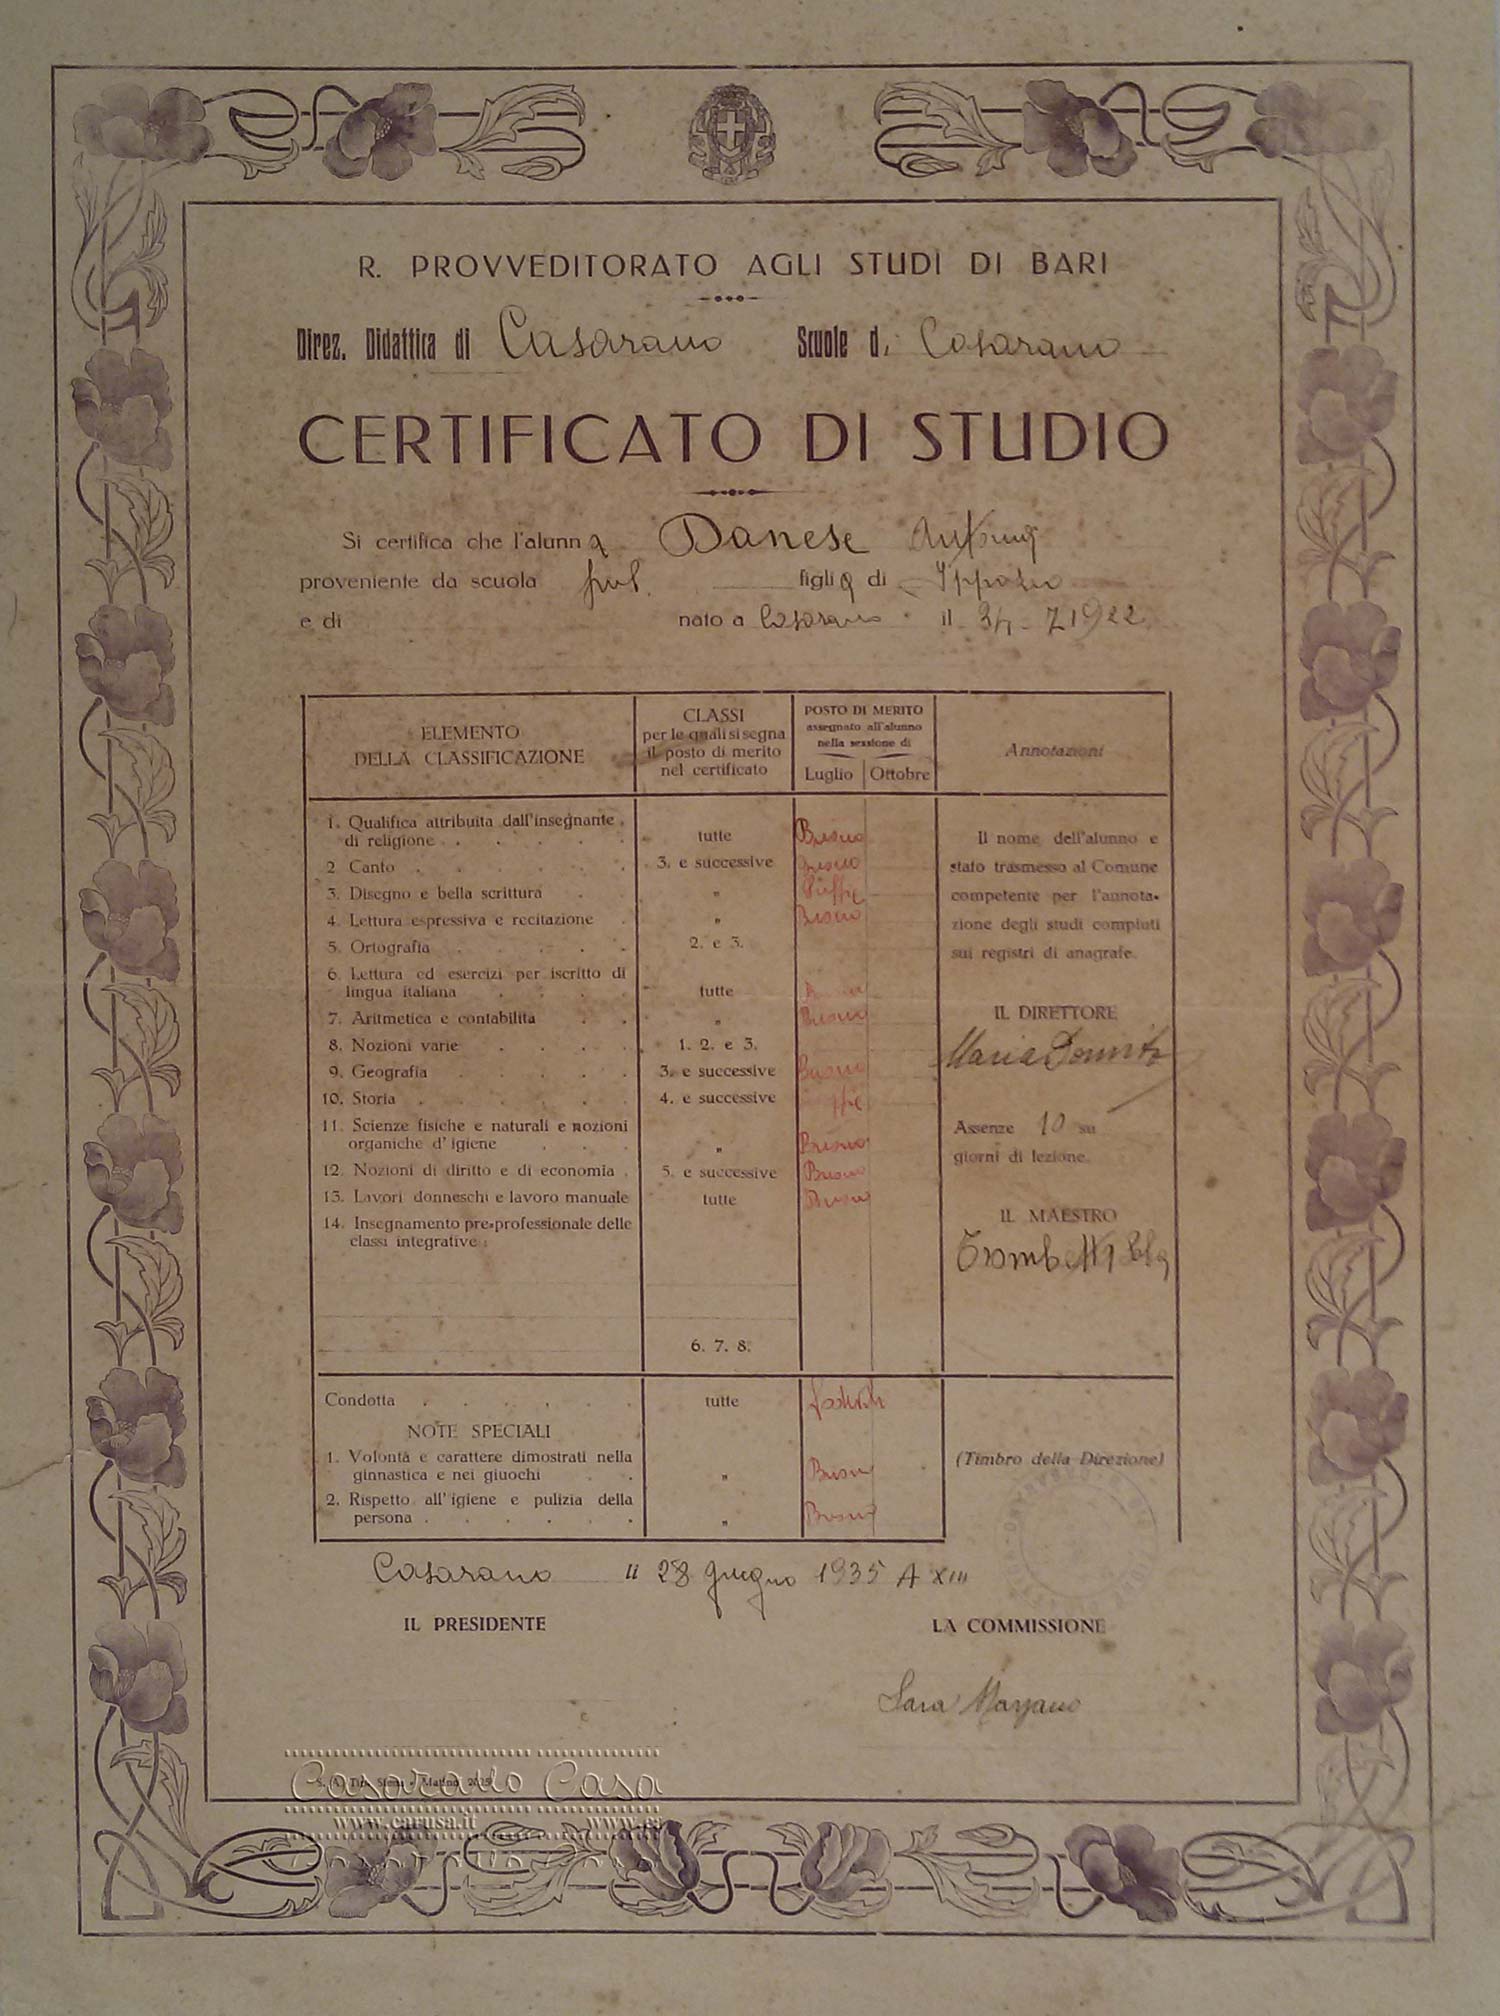 R. PROVVEDITORATO AGLI STUDI DI BARI
Direz. Didattica di Casarano Scuole di Casarano
CERTIFICATO DI STUDIO
Si certifica che l'alunna Danese
proveniente da scuola figlia di Ippazio
e di nato a Casarano il 7 1922
ELEMENTO
DELLA CLASSIFICAZIONE
CLASSI
per le quali si segna
il posto di merito
nel certificato
POSTO DI MERITO
assegnato all'alunno
nella sessione di
Luglio Ottobre
Annotazioni
1. Qualifica attribuita dall'insegnante
di religione . . . . . tutte Buono
2 Canto . . . . . . 3. e successive Buono
3. Disegno e bella scrittura . . „
4. Lettura espressiva e recitazione . „ Buono
5. Ortografia . . . . . 2. e 3.
6. Lettura ed esercizi per iscritto di
lingua italiana . . . . tutte Buono
7. Aritmetica e contabilita . . „ Buono
8. Nozioni varie . . . . 1. 2. e 3.
9. Geografia . . . . . 3. e successive Buono
10. Storia . . . . . . 4. e successive
11. Scienze fisiche e naturali e nozioni
organiche d'igiene . . . „ Buono
12. Nozioni di diritto e di economia . 5. e successive Buono
13. Lavori donneschi e lavoro manuale tutte Buono
14. Insegnamento pre-professionale delle
classi integrative :
6. 7. 8.
Il nome dell'alunno e
stato trasmesso al Comune
competente per l'annota-
zione degli studi compiuti
sui registri di anagrafe.
IL DIRETTORE
Maria
Assenze 10 su
giorni di lezione.
IL MAESTRO
Condotta . . . . . . tutte
NOTE SPECIALI
1. Volontà e carattere dimostrati nella
ginnastica e nei giuochi . . „ Buono
2. Rispetto all'igiene e pulizia della
persona . . . . . . „ Buono
(Timbro della Direzione)
Casarano li 28 giugno 1935 A XIII
IL PRESIDENTE LA COMMISSIONE
Sara Marzano
Casarano Casa
www.carusa.it